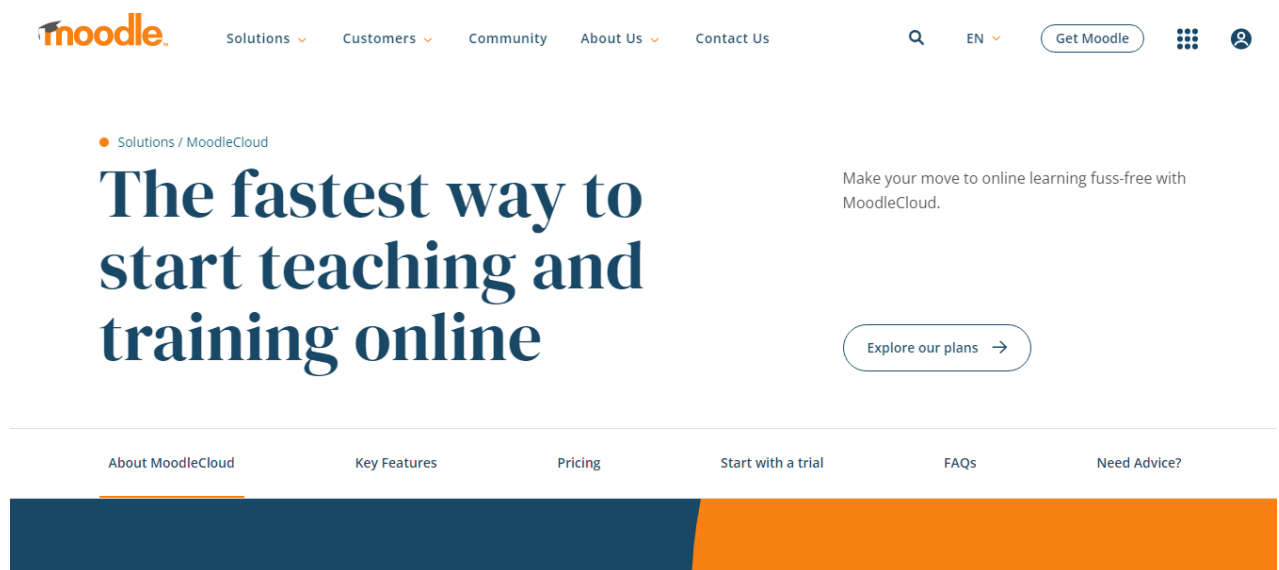 moodle
Solutions
Customers
Community
About Us
Contact Us
EN
Get Moodle
Solutions / MoodleCloud
The fastest way to
start teaching and
training online
Make your move to online learning fuss-free with
MoodleCloud.
Explore our plans
About MoodleCloud
Key Features
Pricing
Start with a trial
FAQs
Need Advice?